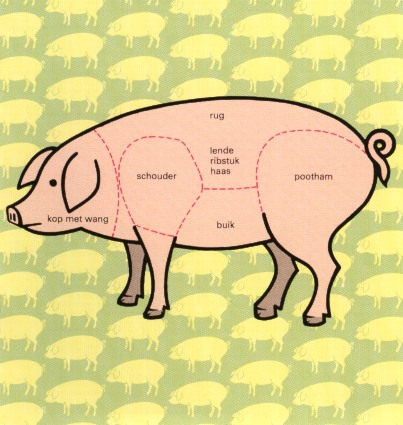 rug
lende
ribstuk
haas
schouder
pootham
kop met wang
buik